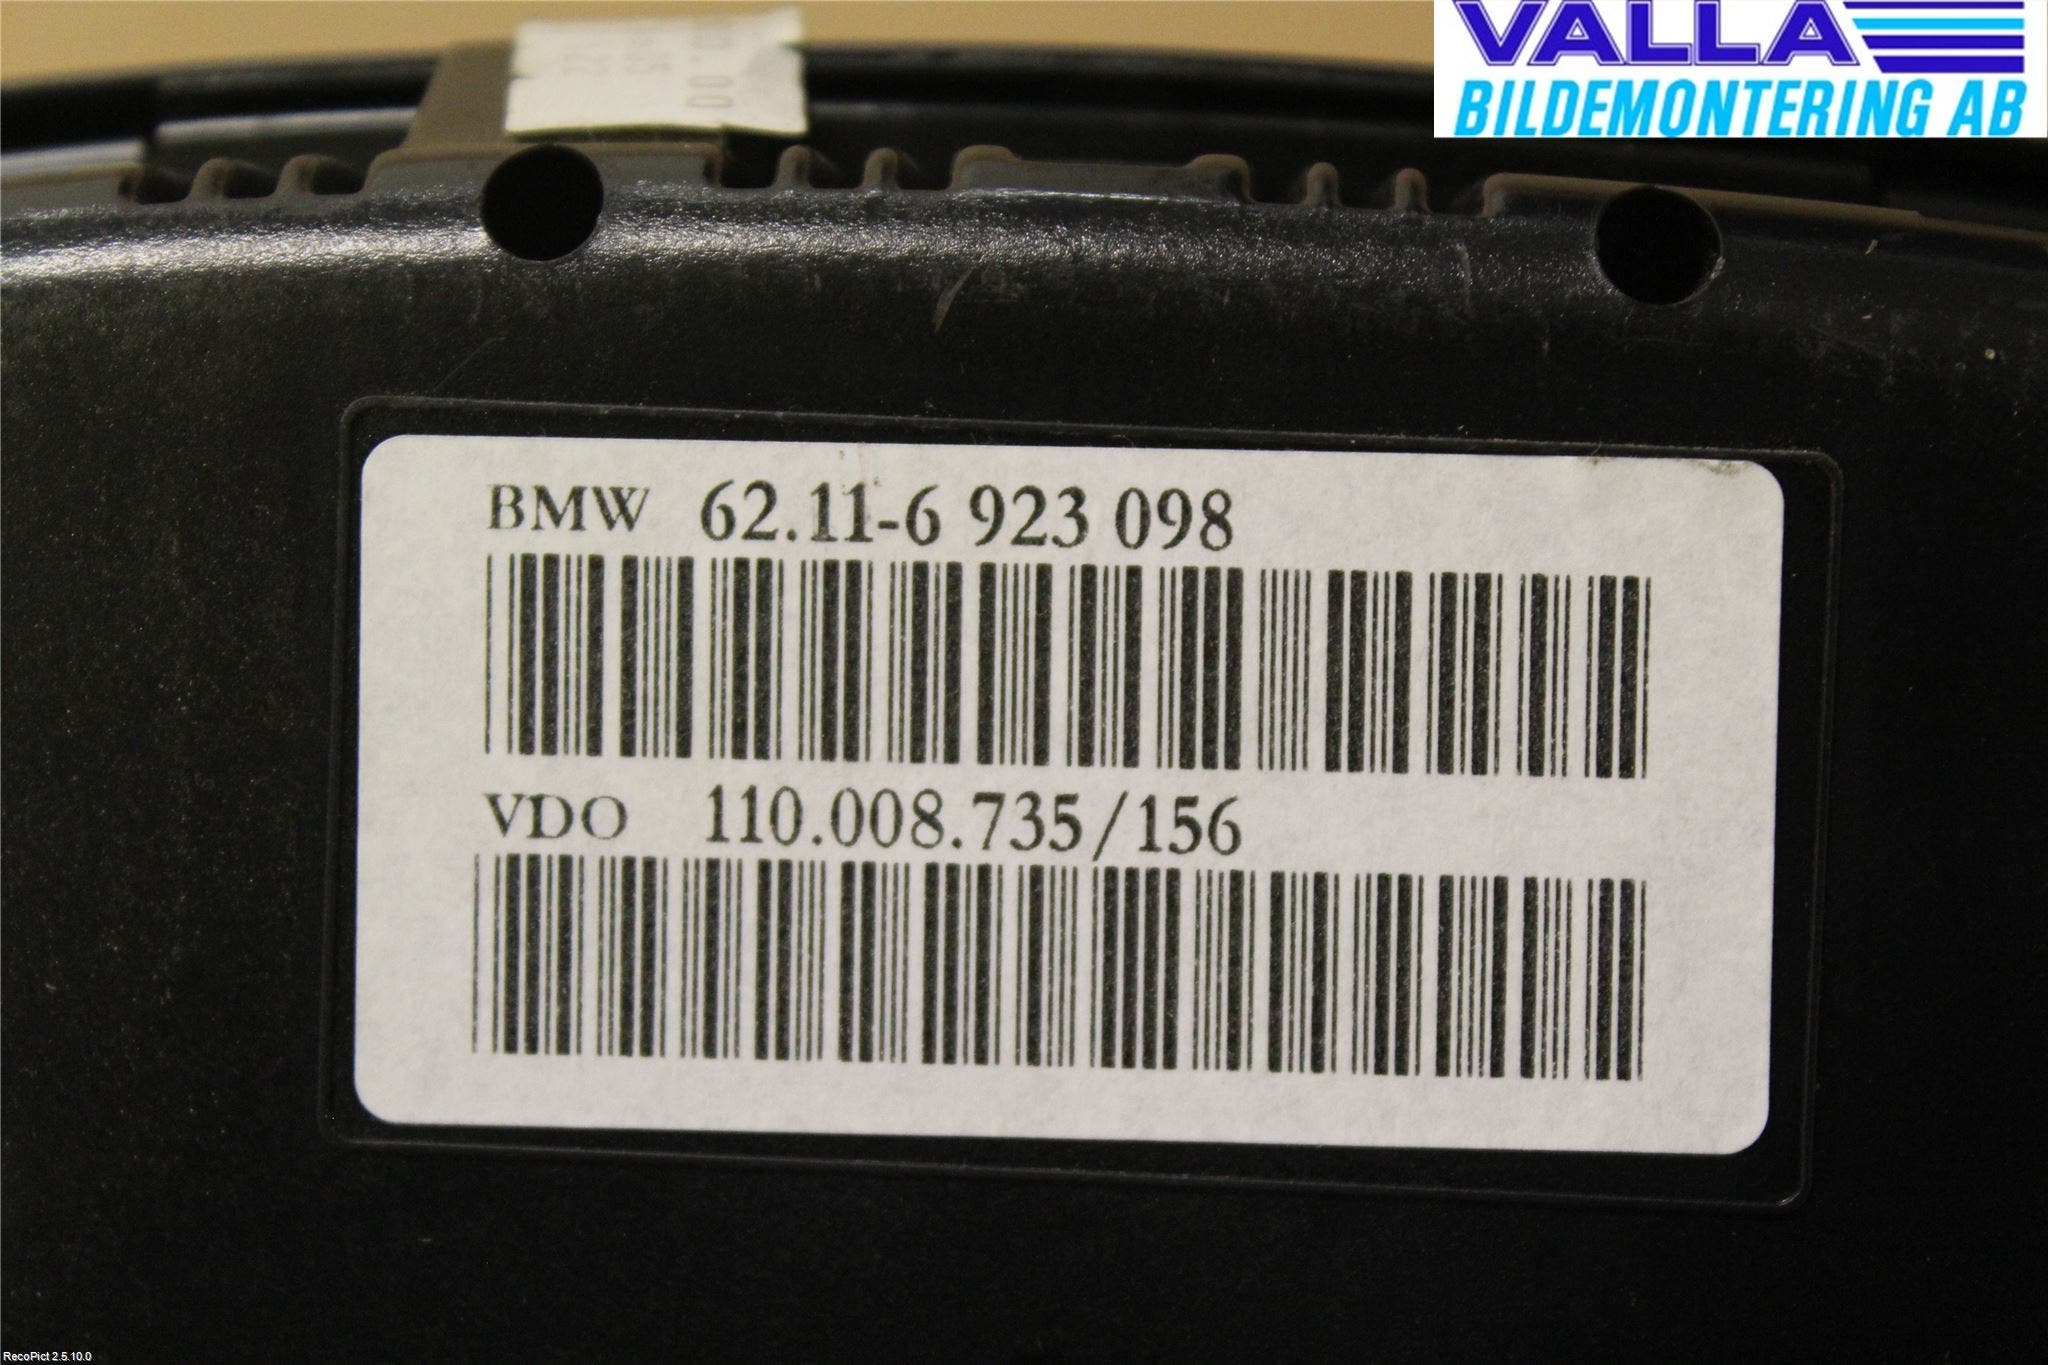 VALLA
BILDEMONTERING AB
BMW 62.11-6 923 098
VDO 110.008.735/156
RecoPict 2.5.10.0